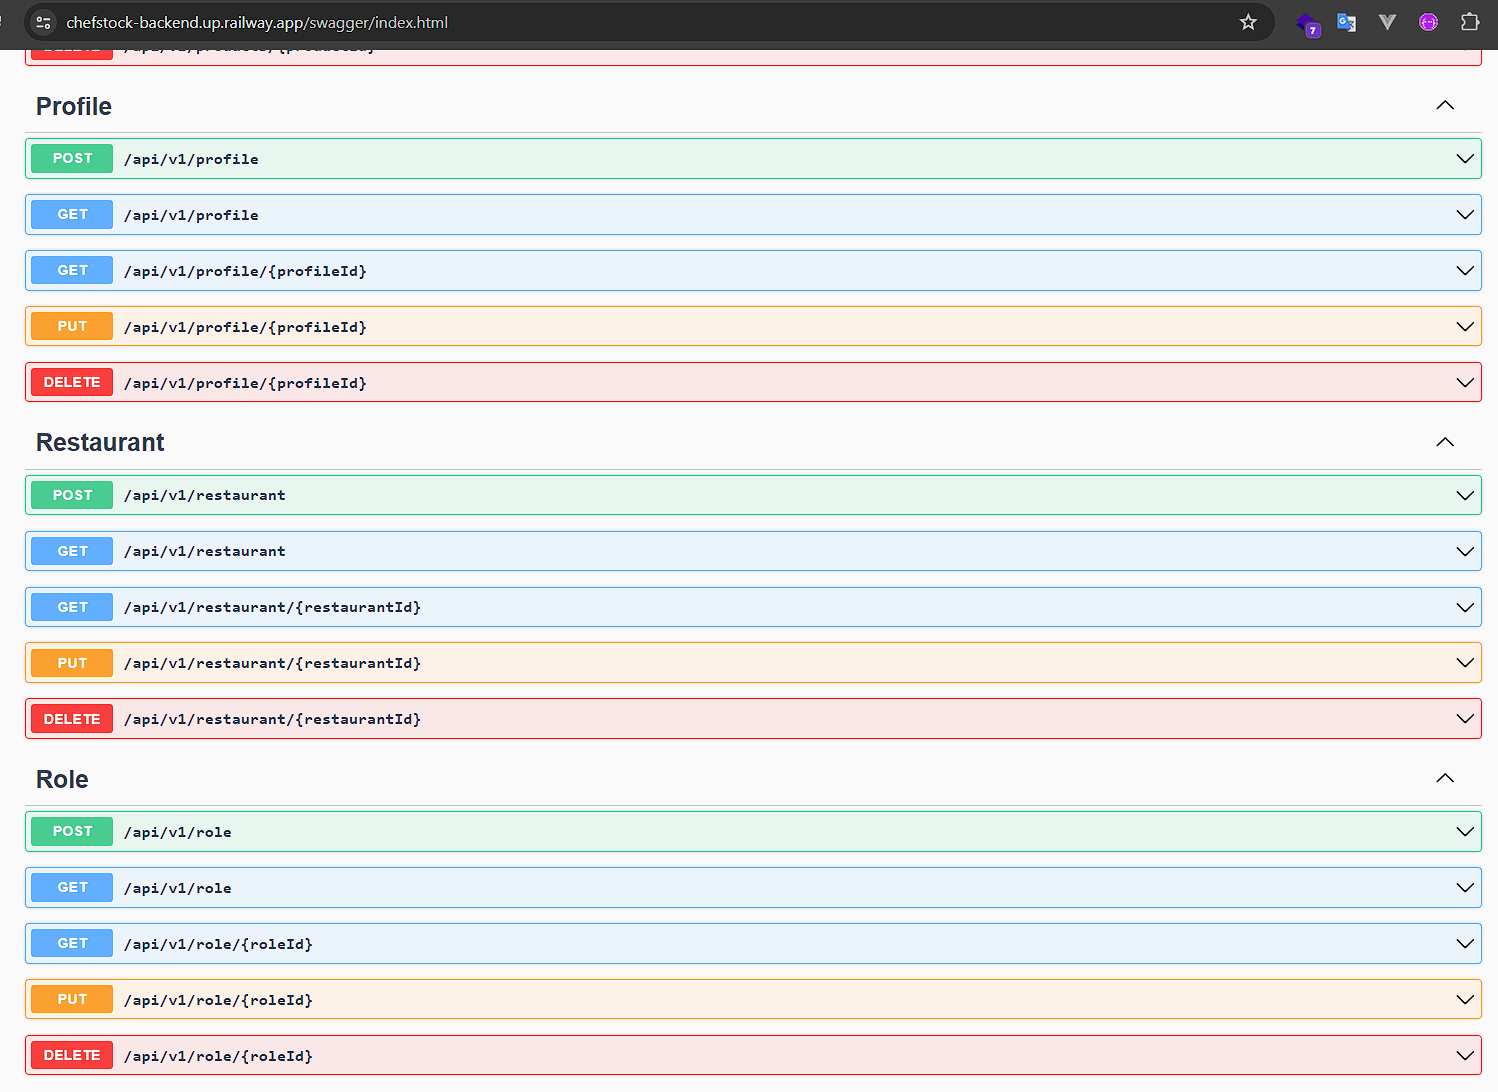 chefstock-backend.up.railway.app/swagger/index.html
7
Profile
POST /api/v1/profile
GET /api/v1/profile
GET /api/v1/profile/{profileId}
PUT /api/v1/profile/{profileId}
DELETE /api/v1/profile/{profileId}
Restaurant
POST /api/v1/restaurant
GET /api/v1/restaurant
GET /api/v1/restaurant/{restaurantId}
PUT /api/v1/restaurant/{restaurantId}
DELETE /api/v1/restaurant/{restaurantId}
Role
POST /api/v1/role
GET /api/v1/role
GET /api/v1/role/{roleId}
PUT /api/v1/role/{roleId}
DELETE /api/v1/role/{roleId}